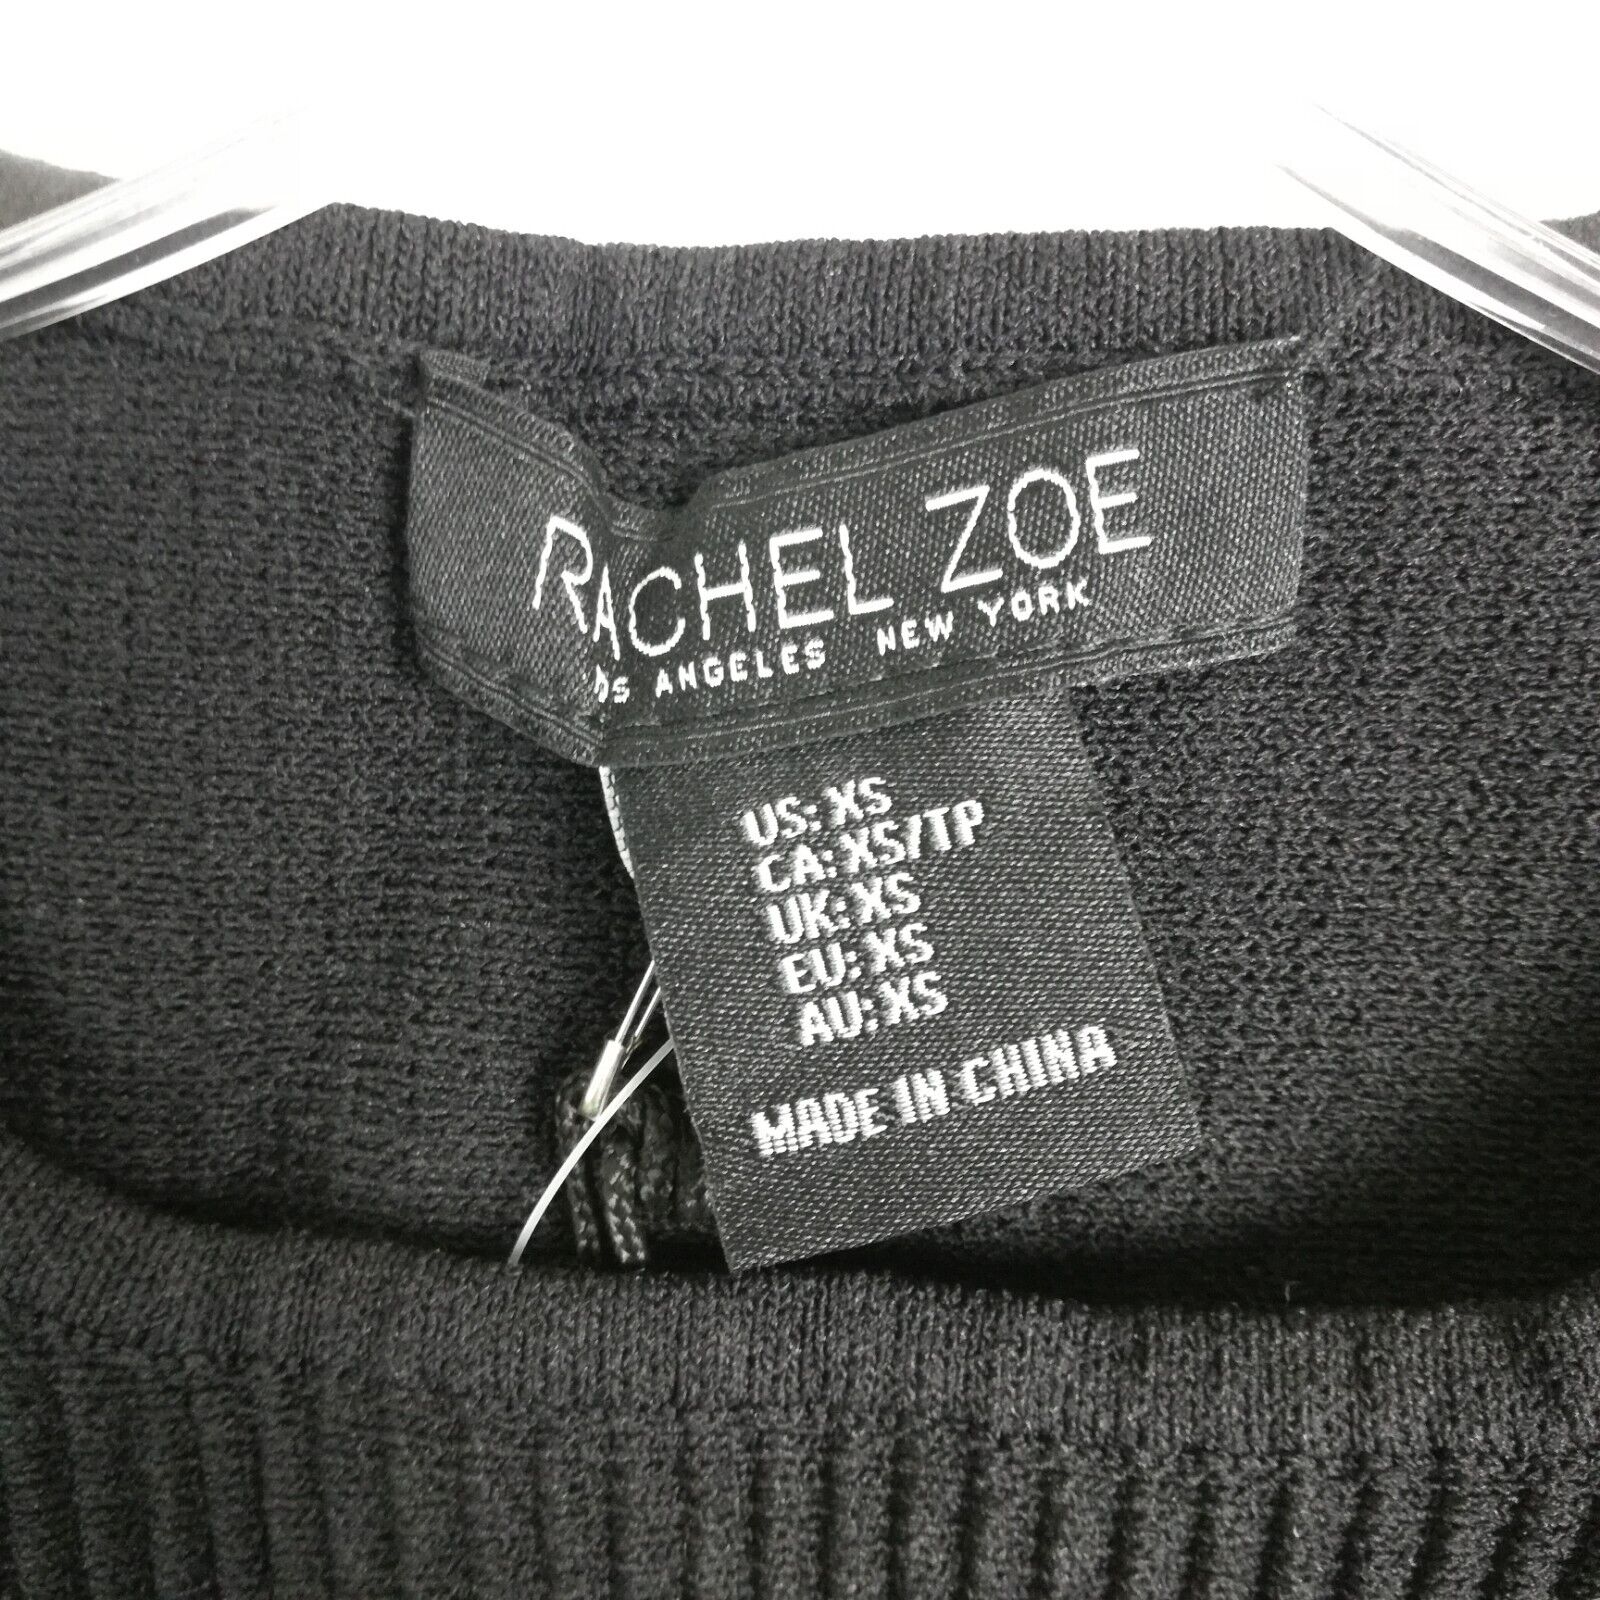 RACHEL ZOE
OS ANGELES NEW YORK
US: XS
CA: XS/TP
UK: XS
EU: XS
AU: XS
MADE IN CHINA